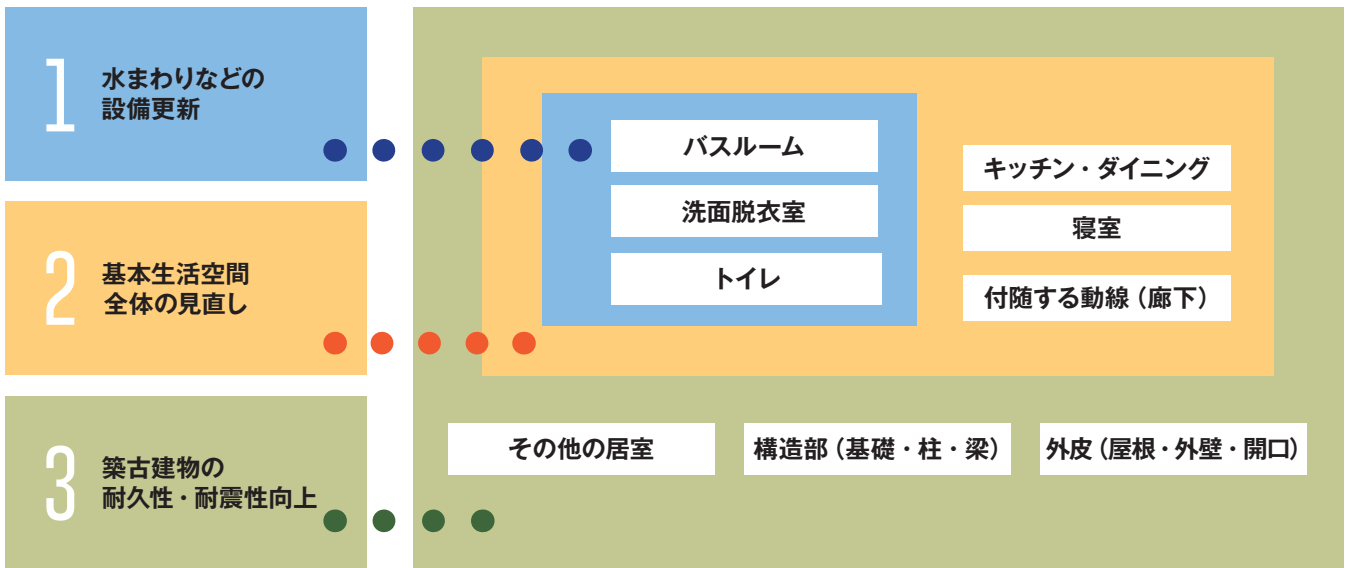 1
水まわりなどの
設備更新
2
基本生活空間
全体の見直し
3
築古建物の
耐久性・耐震性向上
バスルーム
洗面脱衣室
トイレ
キッチン・ダイニング
寝室
付随する動線（廊下）
その他の居室
構造部（基礎・柱・梁）
外皮（屋根・外壁・開口）